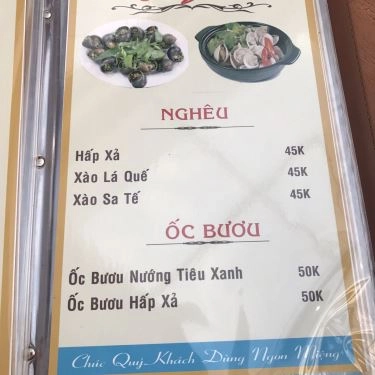 NGHÊU
Hấp Xả 45K
Xào Lá Quế 45K
Xào Sa Tế 45K
ỐC BƯƠU
Ốc Bươu Nướng Tiêu Xanh 50K
Ốc Bươu Hấp Xả 50K
Chúc Quý Khách Dùng Ngon Miệng